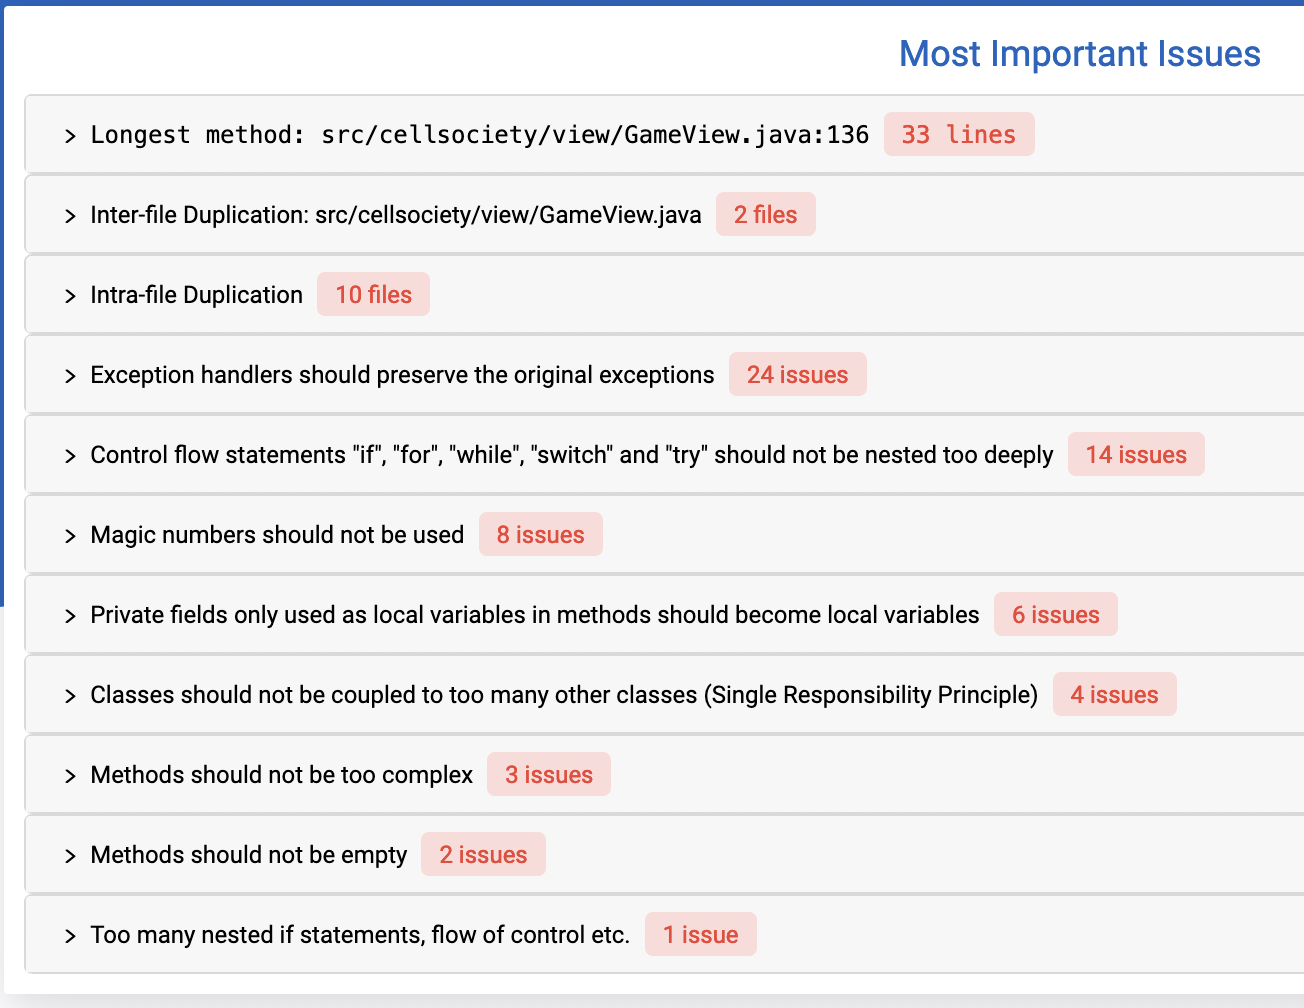 Most Important Issues
> Longest method: src/cellsociety/view/GameView.java:136 33 lines
> Inter-file Duplication: src/cellsociety/view/GameView.java 2 files
> Intra-file Duplication 10 files
> Exception handlers should preserve the original exceptions 24 issues
> Control flow statements "if", "for", "while", "switch" and "try" should not be nested too deeply 14 issues
> Magic numbers should not be used 8 issues
> Private fields only used as local variables in methods should become local variables 6 issues
> Classes should not be coupled to too many other classes (Single Responsibility Principle) 4 issues
> Methods should not be too complex 3 issues
> Methods should not be empty 2 issues
> Too many nested if statements, flow of control etc. 1 issue